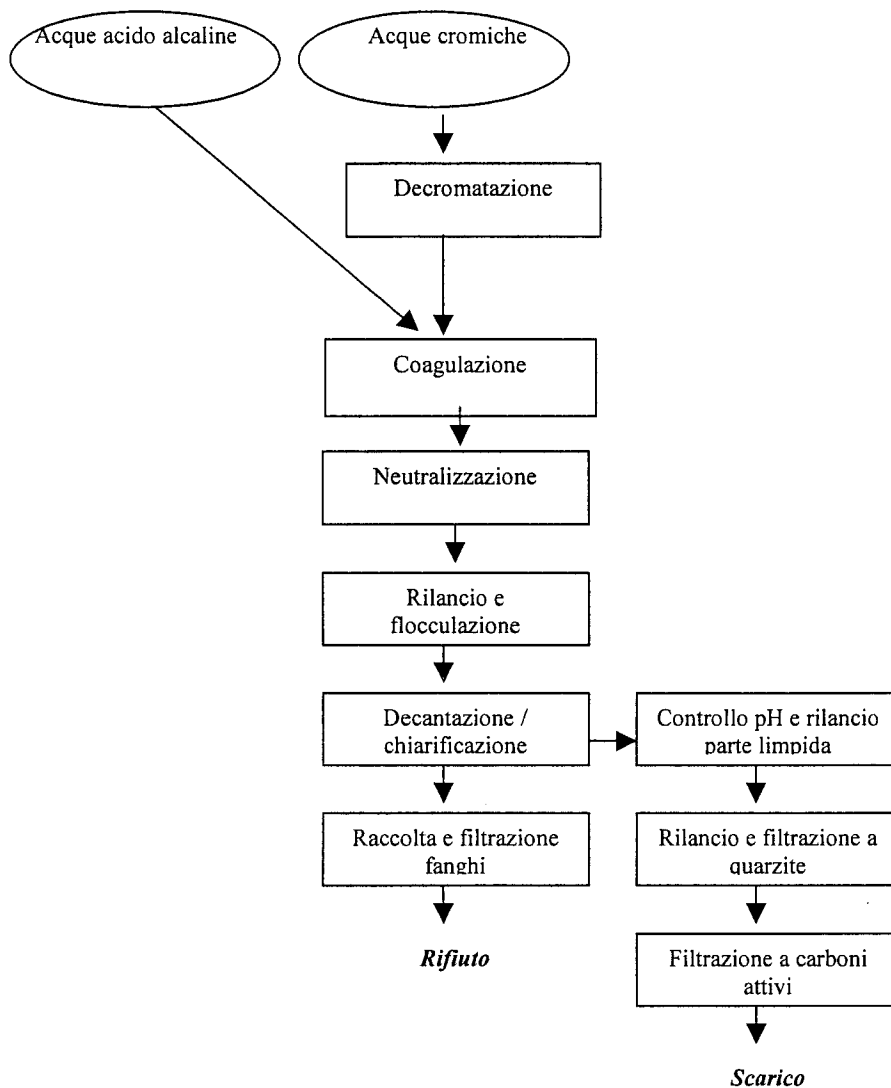 Acque acido alcaline
Acque cromiche
Decromatazione
Coagulazione
Neutralizzazione
Rilancio e
flocculazione
Decantazione /
chiarificazione
Controllo pH e rilancio
parte limpida
Raccolta e filtrazione
fanghi
Rilancio e filtrazione a
quarzite
Rifiuto
Filtrazione a carboni
attivi
Scarico